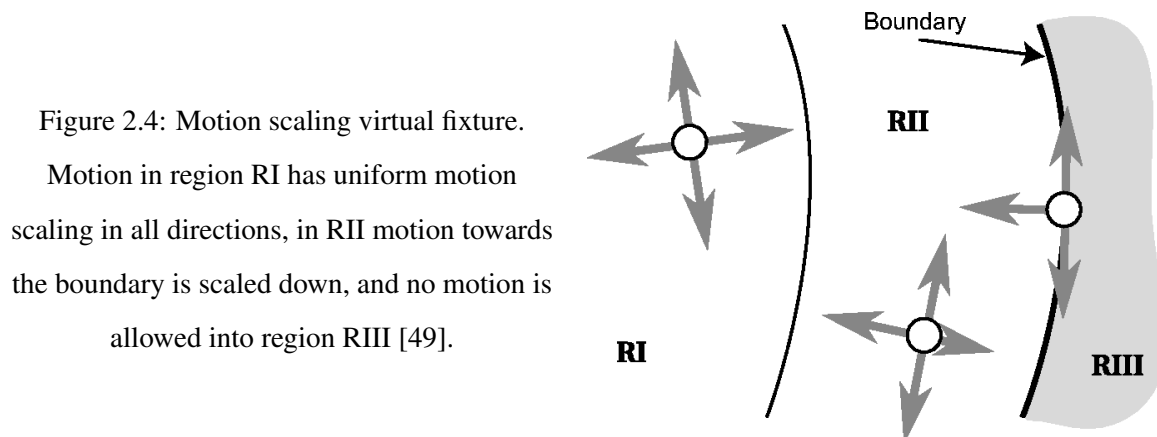 Figure 2.4: Motion scaling virtual fixture.
Motion in region RI has uniform motion
scaling in all directions, in RII motion towards
the boundary is scaled down, and no motion is
allowed into region RIII [49].
Boundary
RII
RI
RIII